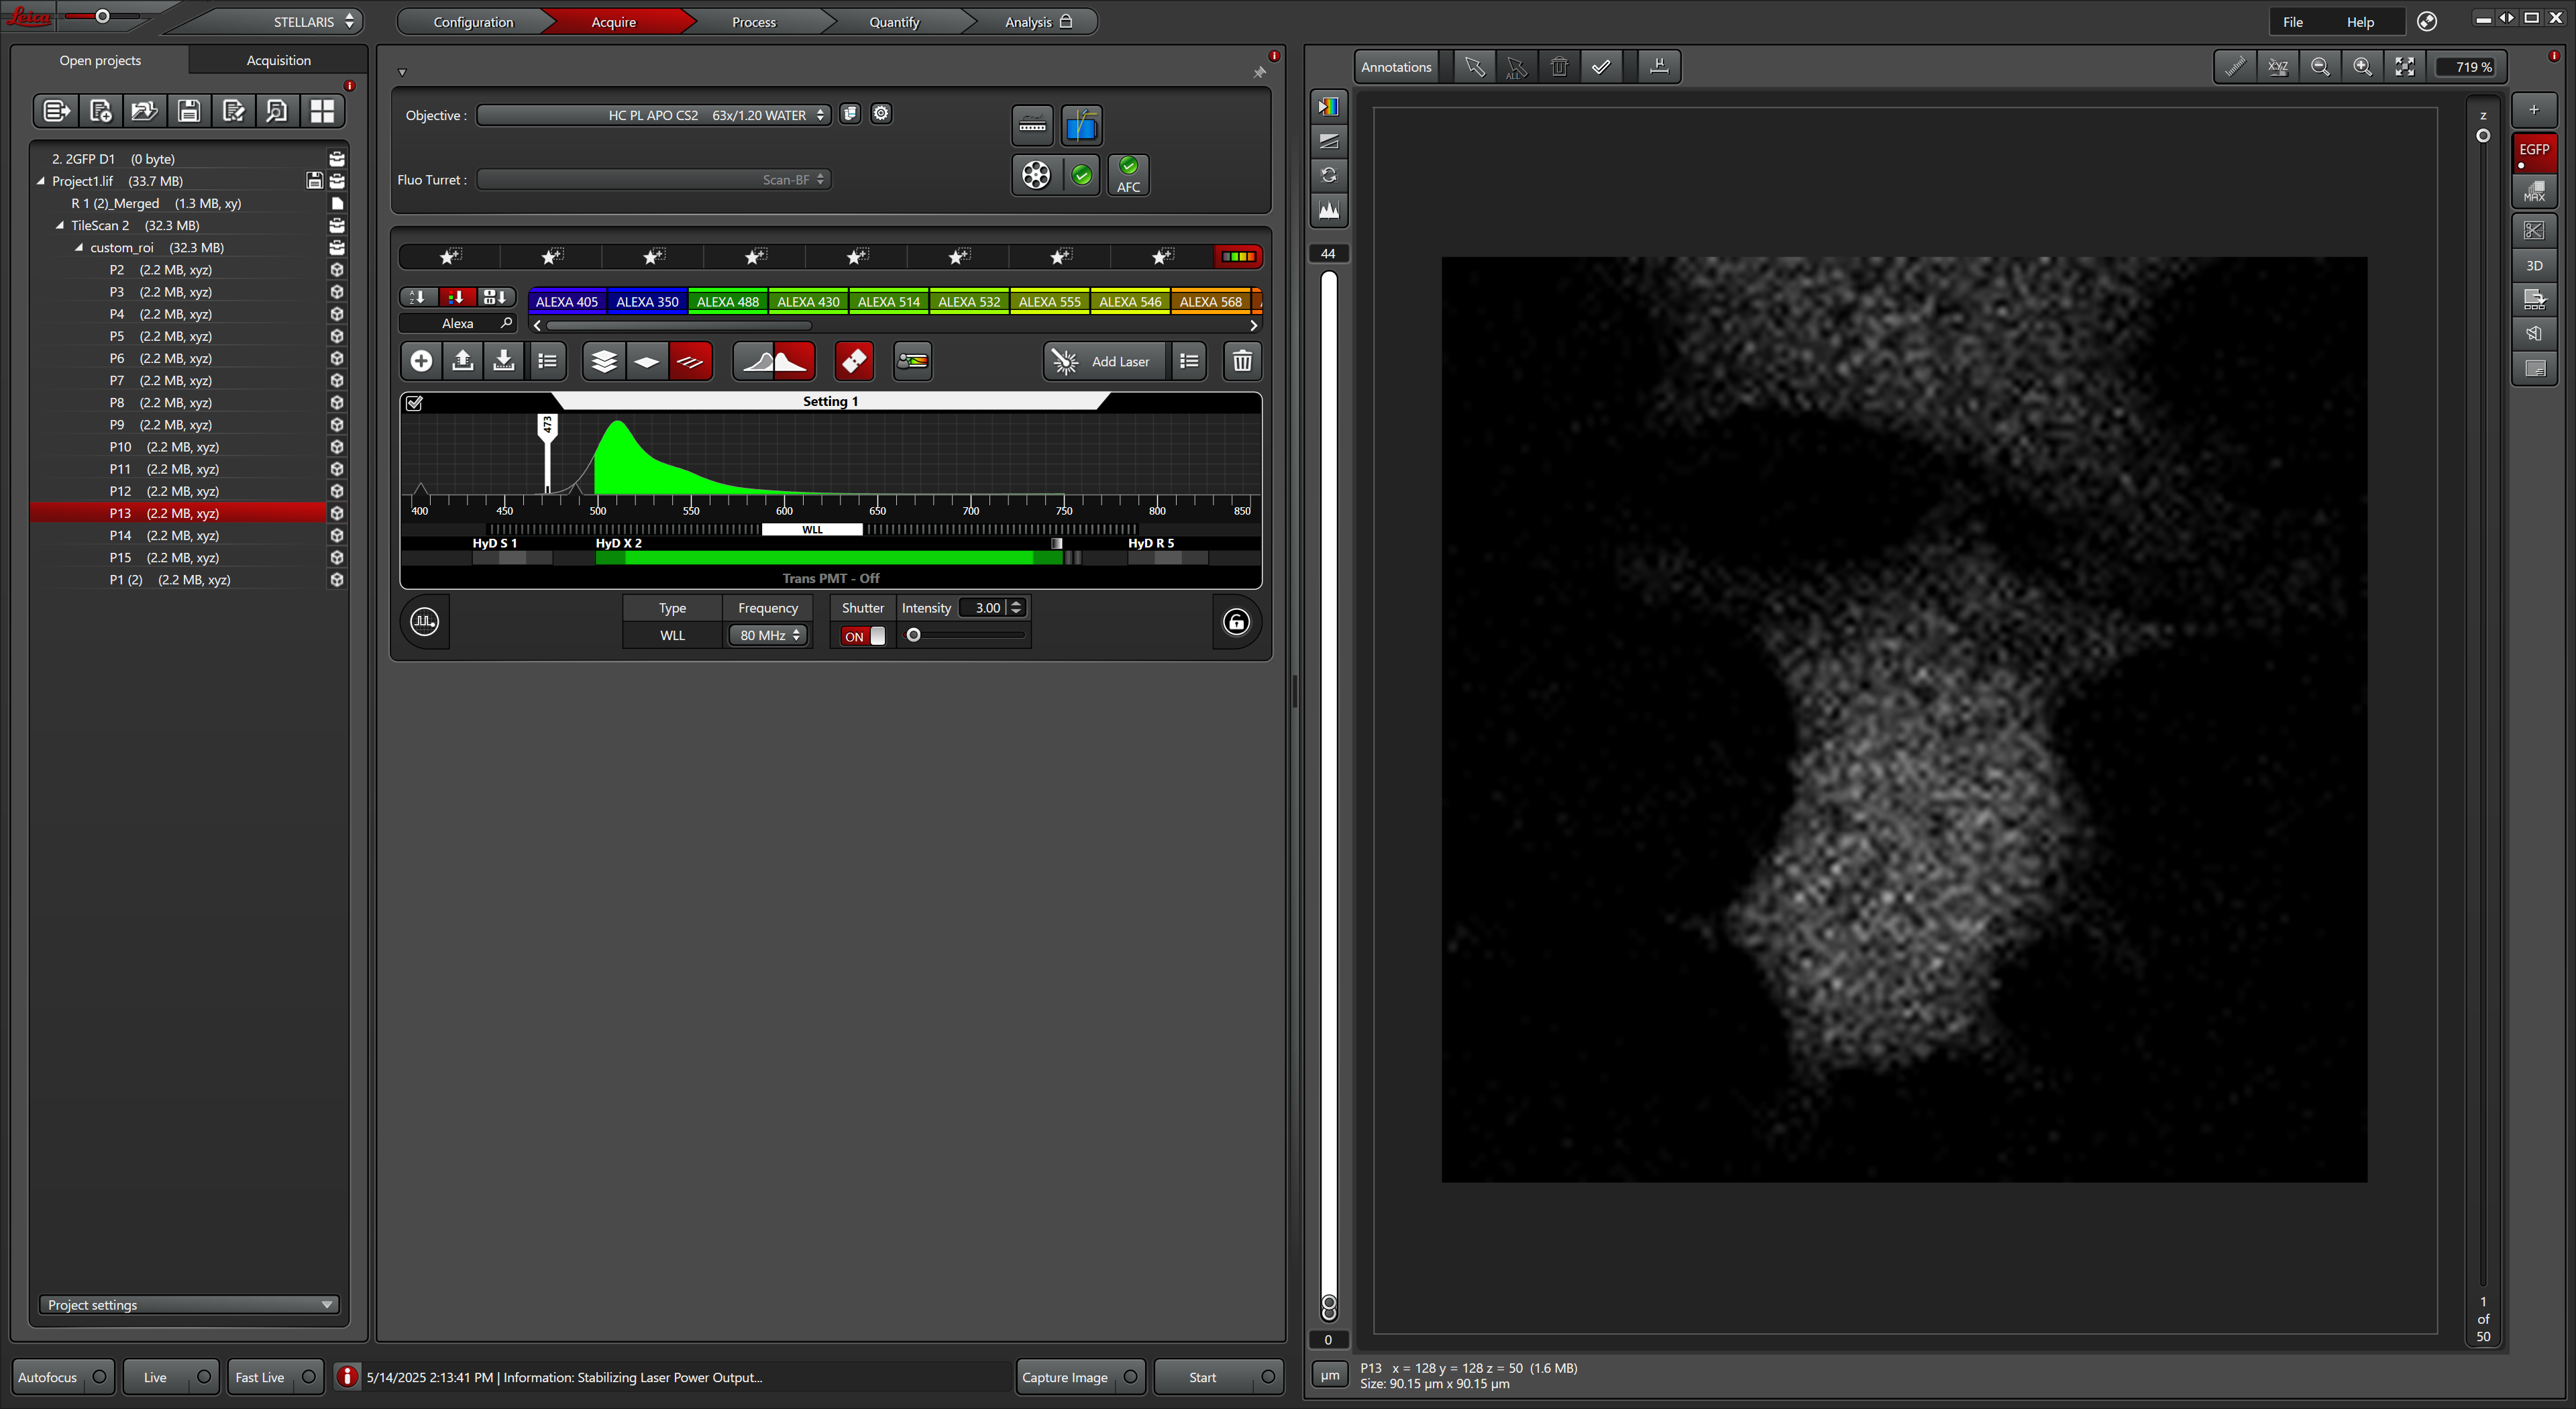 Leica
STELLARIS
Configuration
Acquire
Process
Quantify
Analysis
File
Help
Open projects
Acquisition
2. 2GFP D1 (0 byte)
Project1.lif (33.7 MB)
R 1 (2)_Merged (1.3 MB, xy)
TileScan 2 (32.3 MB)
custom_roi (32.3 MB)
P2 (2.2 MB, xyz)
P3 (2.2 MB, xyz)
P4 (2.2 MB, xyz)
P5 (2.2 MB, xyz)
P6 (2.2 MB, xyz)
P7 (2.2 MB, xyz)
P8 (2.2 MB, xyz)
P9 (2.2 MB, xyz)
P10 (2.2 MB, xyz)
P11 (2.2 MB, xyz)
P12 (2.2 MB, xyz)
P13 (2.2 MB, xyz)
P14 (2.2 MB, xyz)
P15 (2.2 MB, xyz)
P1 (2) (2.2 MB, xyz)
Project settings
Objective : HC PL APO CS2 63x/1.20 WATER
Fluo Turret : Scan-BF
AFC
ALEXA 405 ALEXA 350 ALEXA 488 ALEXA 430 ALEXA 514 ALEXA 532 ALEXA 555 ALEXA 546 ALEXA 568
Alexa
Add Laser
Setting 1
473
400 450 500 550 600 650 700 750 800 850
WLL
HyD S 1 HyD X 2 HyD R 5
Trans PMT - Off
Type Frequency Shutter Intensity 3.00
WLL 80 MHz ON
Annotations
ALL
XYZ
719 %
44
0
z
1
of
50
EGFP
MAX
3D
µm
P13 x = 128 y = 128 z = 50 (1.6 MB)
Size: 90.15 µm x 90.15 µm
Autofocus
Live
Fast Live
5/14/2025 2:13:41 PM | Information: Stabilizing Laser Power Output...
Capture Image
Start